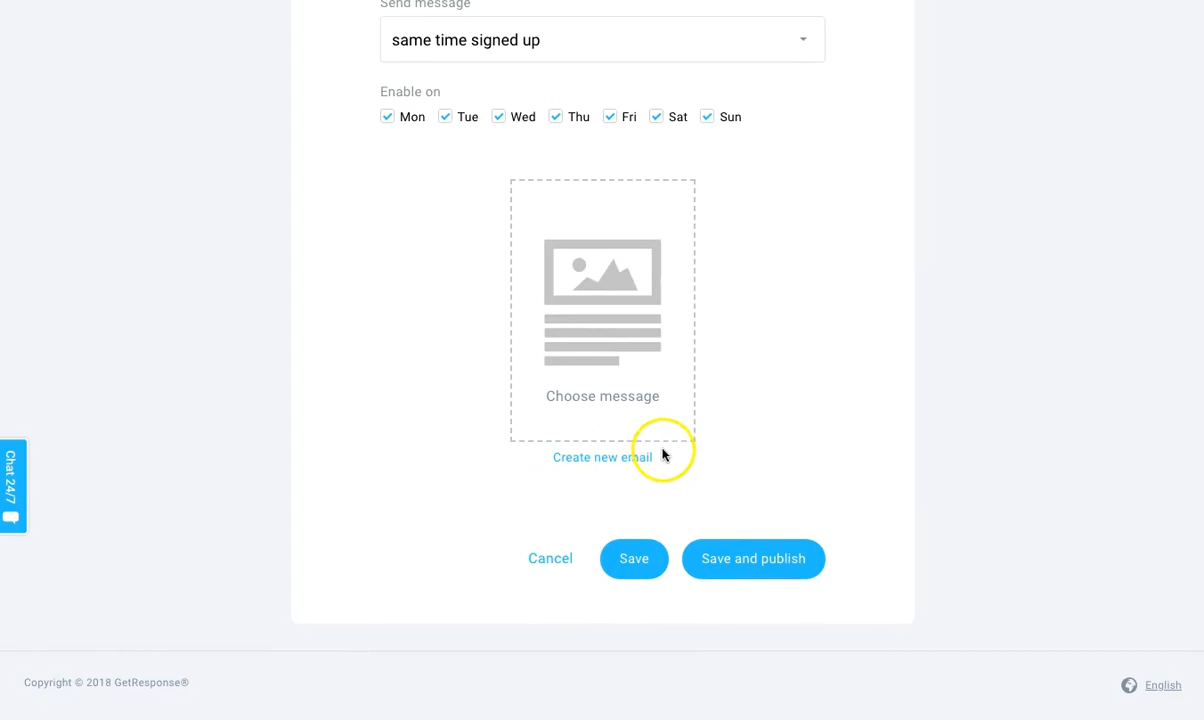 Send message
same time signed up
Enable on
Mon Tue Wed Thu Fri Sat Sun
Choose message
Create new email
Chat 24/7
Cancel Save Save and publish
Copyright © 2018 GetResponse®
English